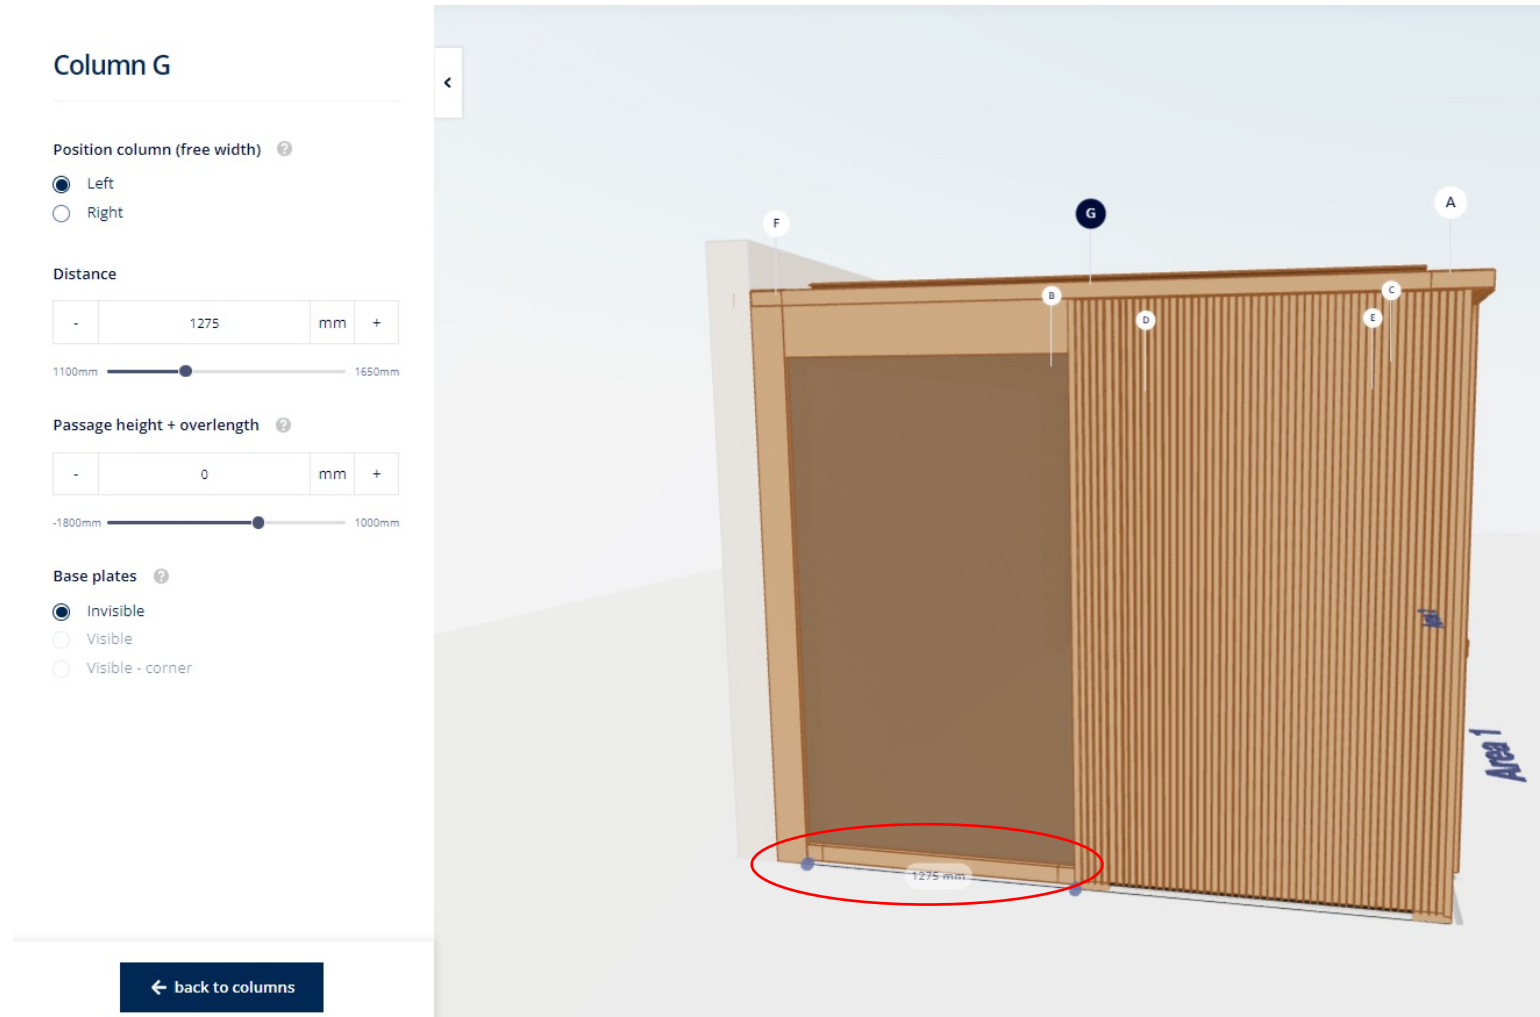 Column G
Position column (free width) ?
Left
Right
Distance
- 1275 mm +
1100mm 1650mm
Passage height + overlength ?
- 0 mm +
-1800mm 1000mm
Base plates ?
Invisible
Visible
Visible - corner
back to columns
F
G
A
B
C
D
E
Area 1
1275 mm